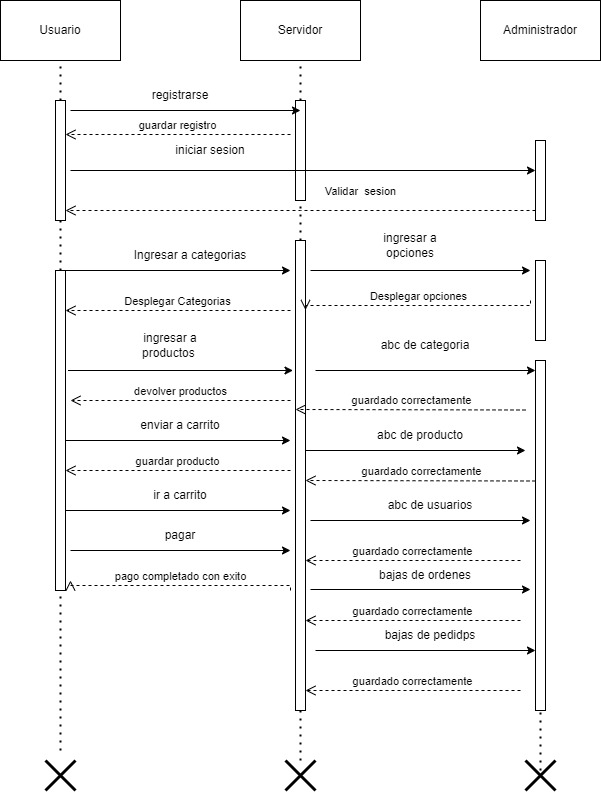 Usuario
Servidor
Administrador
registrarse
guardar registro
iniciar sesion
Validar sesion
Ingresar a categorias
ingresar a
opciones
Desplegar Categorias
Desplegar opciones
ingresar a
productos
abc de categoria
devolver productos
guardado correctamente
enviar a carrito
abc de producto
guardar producto
guardado correctamente
ir a carrito
abc de usuarios
pagar
guardado correctamente
pago completado con exito
bajas de ordenes
guardado correctamente
bajas de pedidps
guardado correctamente